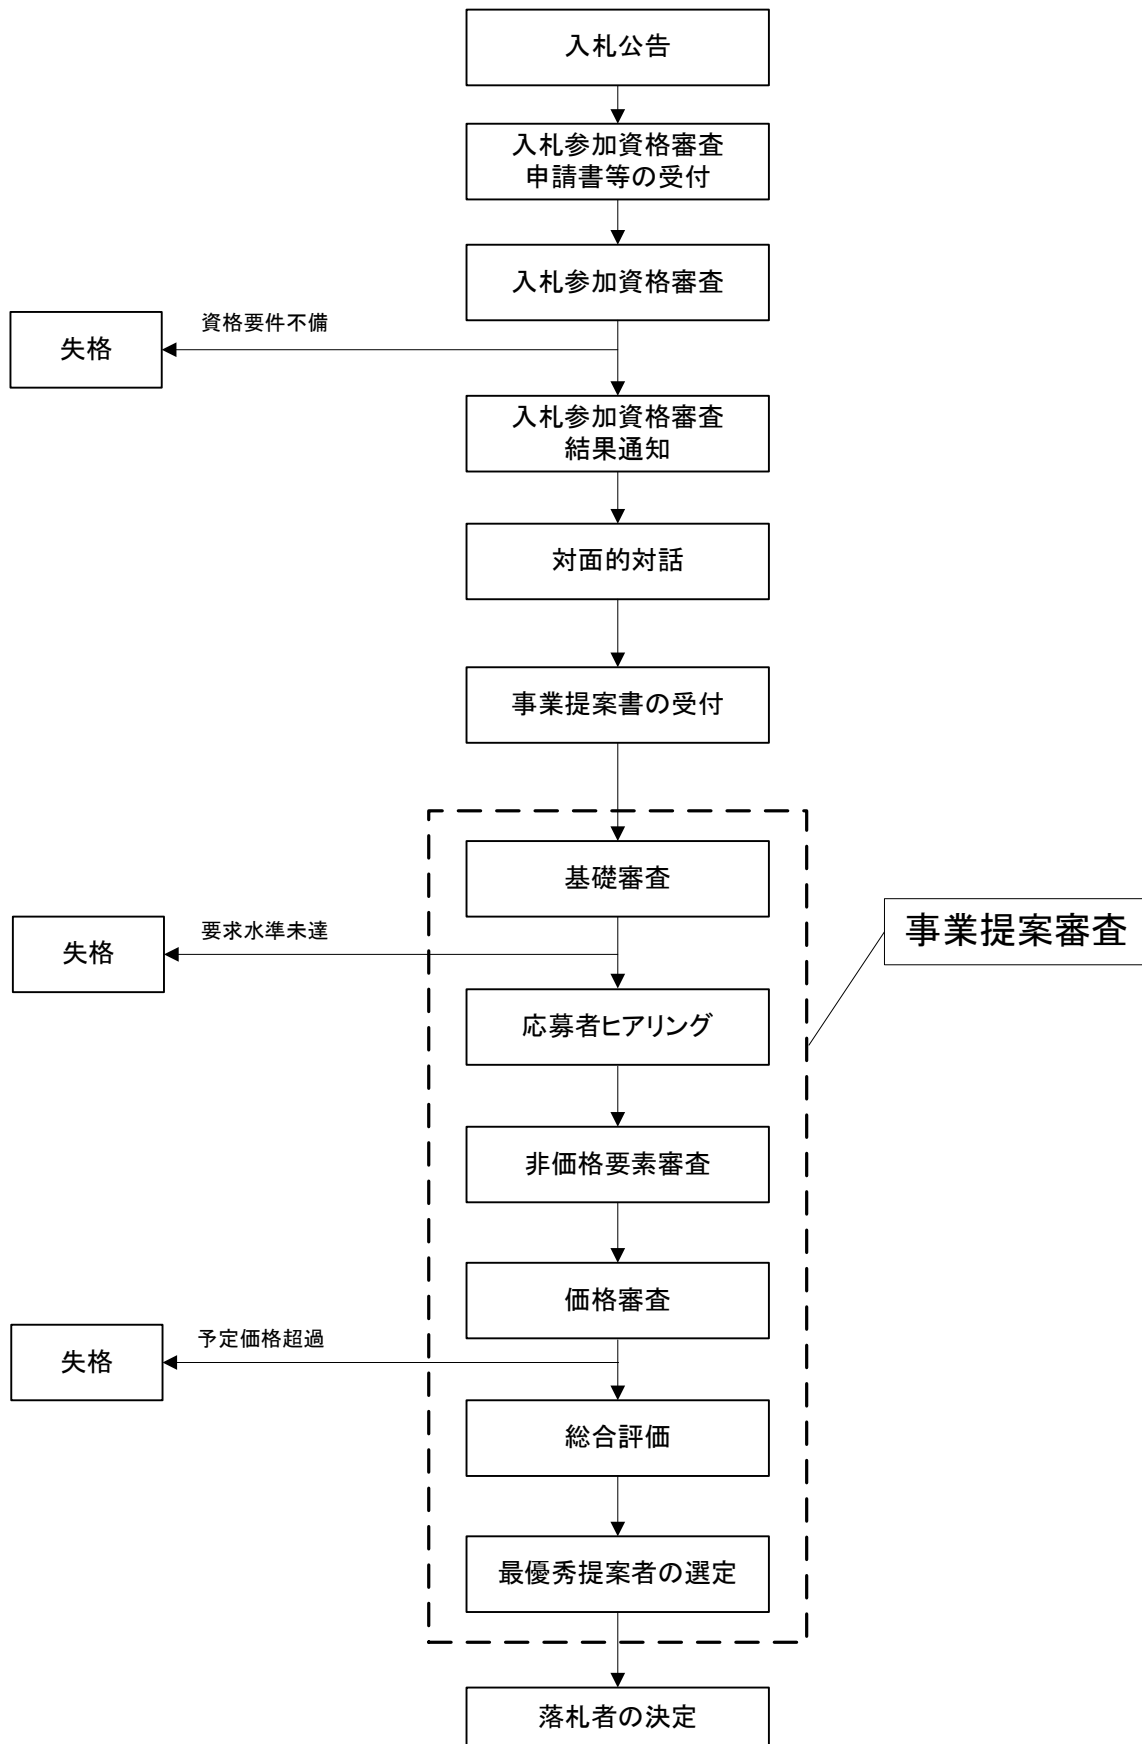 入札公告
入札参加資格審査
申請書等の受付
入札参加資格審査
資格要件不備
失格
入札参加資格審査
結果通知
対面的対話
事業提案書の受付
基礎審査
事業提案審査
要求水準未達
失格
応募者ヒアリング
非価格要素審査
価格審査
予定価格超過
失格
総合評価
最優秀提案者の選定
落札者の決定